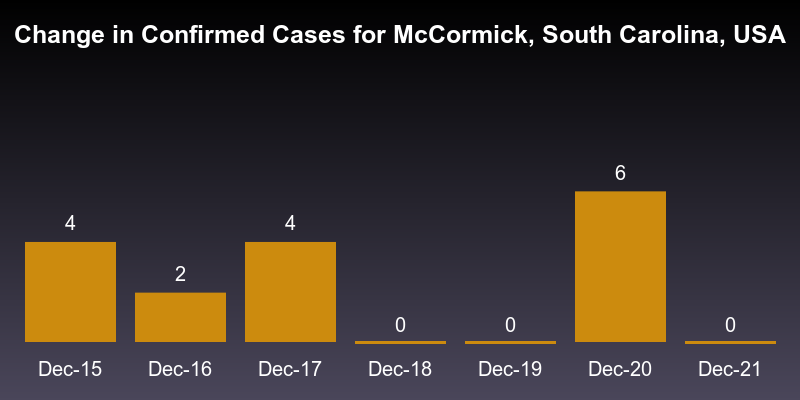 Change in Confirmed Cases for McCormick, South Carolina, USA
6
4 4
2
0 0 0
Dec-15 Dec-16 Dec-17 Dec-18 Dec-19 Dec-20 Dec-21